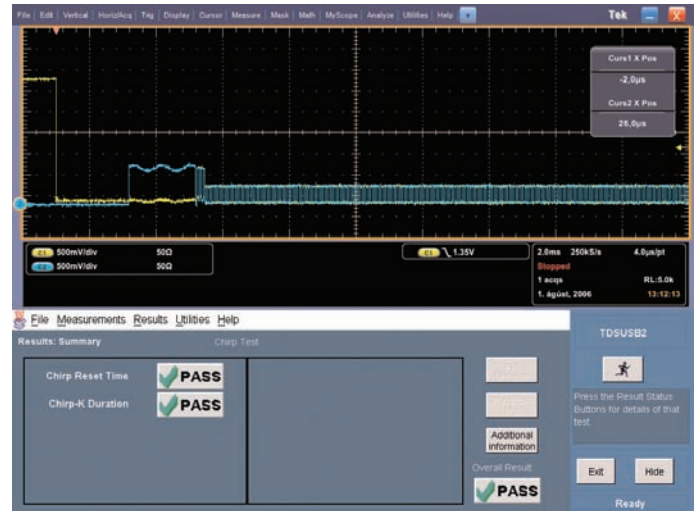 File Edit Vertical Horiz/Acq Trig Display Cursor Measure Mask Math MyScope Analyze Utilities Help Tek
Curs1 X Pos
-2,0µs
Curs2 X Pos
26,0µs
C1 500mV/div 50Ω
C2 500mV/div 50Ω
C1 1.35V
2.0ms 250kS/s 4.0µs/pt
Stopped
1 acqs RL:5.0k
1. ágúst, 2006 13:12:13
File Measurements Results Utilities Help
Results: Summary Chirp Test
Chirp Reset Time PASS
Chirp-K Duration PASS
Additional
information
Overall Result
PASS
TDSUSB2
Press the Result Status
Buttons for details of that
test.
Exit Hide
Ready